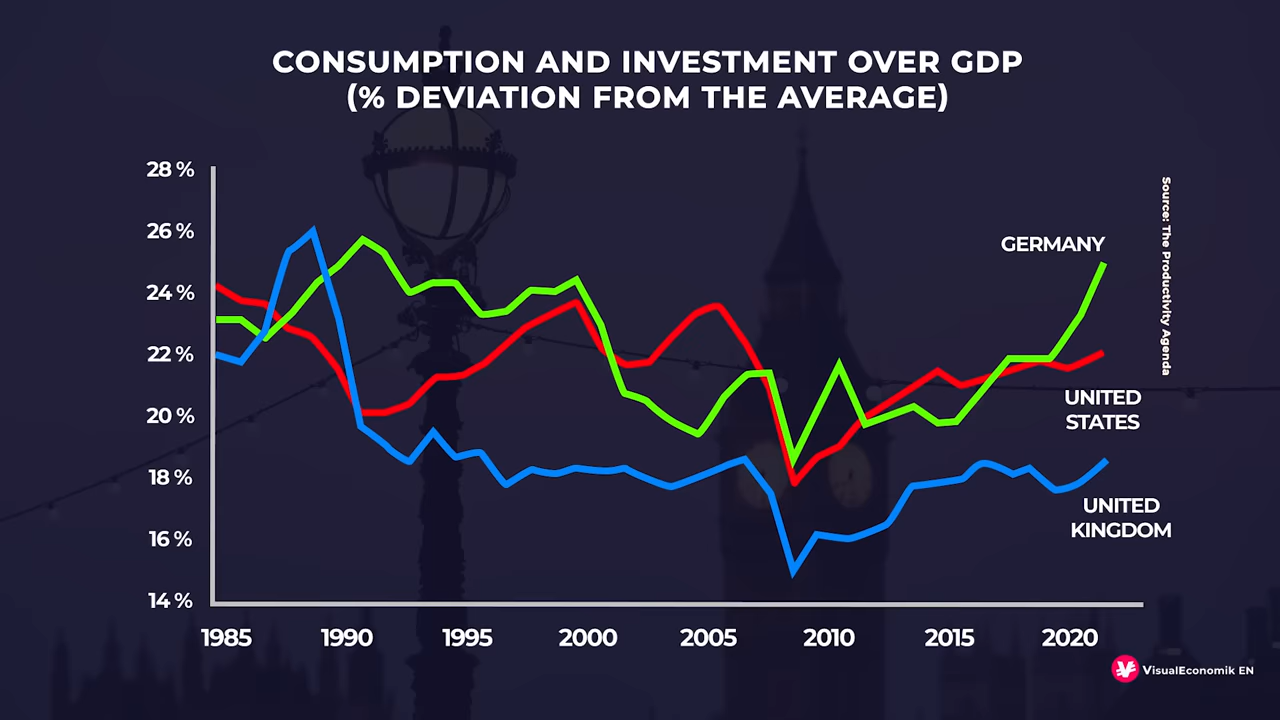 CONSUMPTION AND INVESTMENT OVER GDP
(% DEVIATION FROM THE AVERAGE)
28 %
26 %
24 %
22 %
20 %
18 %
16 %
14 %
1985
1990
1995
2000
2005
2010
2015
2020
GERMANY
UNITED
STATES
UNITED
KINGDOM
Source: The Productivity Agenda
VisualEconomik EN